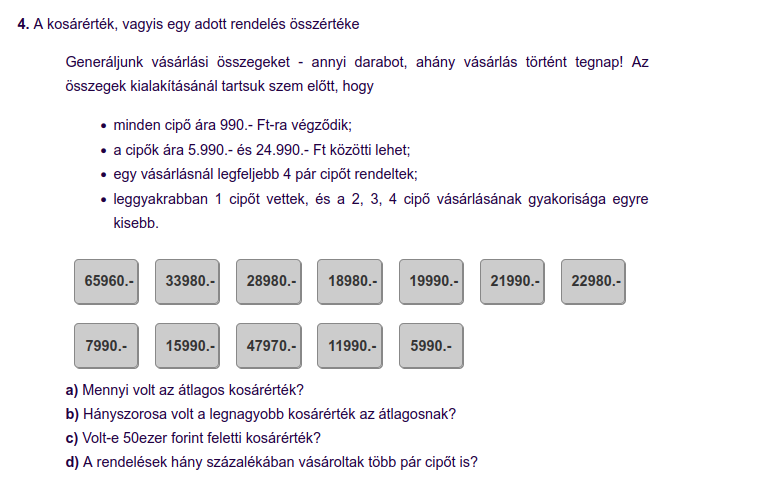 4. A kosárérték, vagyis egy adott rendelés összértéke
Generáljunk vásárlási összegeket - annyi darabot, ahány vásárlás történt tegnap! Az
összegek kialakításánál tartsuk szem előtt, hogy
• minden cipő ára 990.- Ft-ra végződik;
• a cipők ára 5.990.- és 24.990.- Ft közötti lehet;
• egy vásárlásnál legfeljebb 4 pár cipőt rendeltek;
• leggyakrabban 1 cipőt vettek, és a 2, 3, 4 cipő vásárlásának gyakorisága egyre
kisebb.
65960.- 33980.- 28980.- 18980.- 19990.- 21990.- 22980.-
7990.- 15990.- 47970.- 11990.- 5990.-
a) Mennyi volt az átlagos kosárérték?
b) Hányszorosa volt a legnagyobb kosárérték az átlagosnak?
c) Volt-e 50ezer forint feletti kosárérték?
d) A rendelések hány százalékában vásároltak több pár cipőt is?